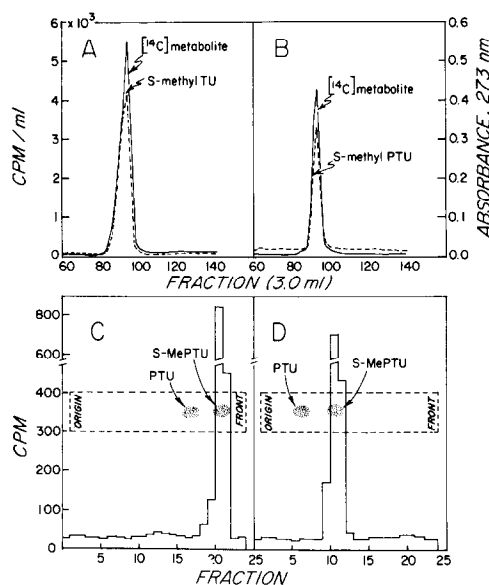 6 x 10³
A
[¹⁴C] metabolite
S-methyl TU
B
[¹⁴C] metabolite
S-methyl PTU
0.6
5
4
3
2
1
0
CPM / ml
0.5
0.4
0.3
0.2
0.1
0.0
ABSORBANCE, 273 nm
60 80 100 120 140 60 80 100 120 140
FRACTION (3.0 ml)
800
600
400
300
200
100
0
CPM
C
S-MePTU
PTU
ORIGIN
FRONT
D
PTU
S-MePTU
ORIGIN
FRONT
5 10 15 20 25 5 10 15 20 25
FRACTION